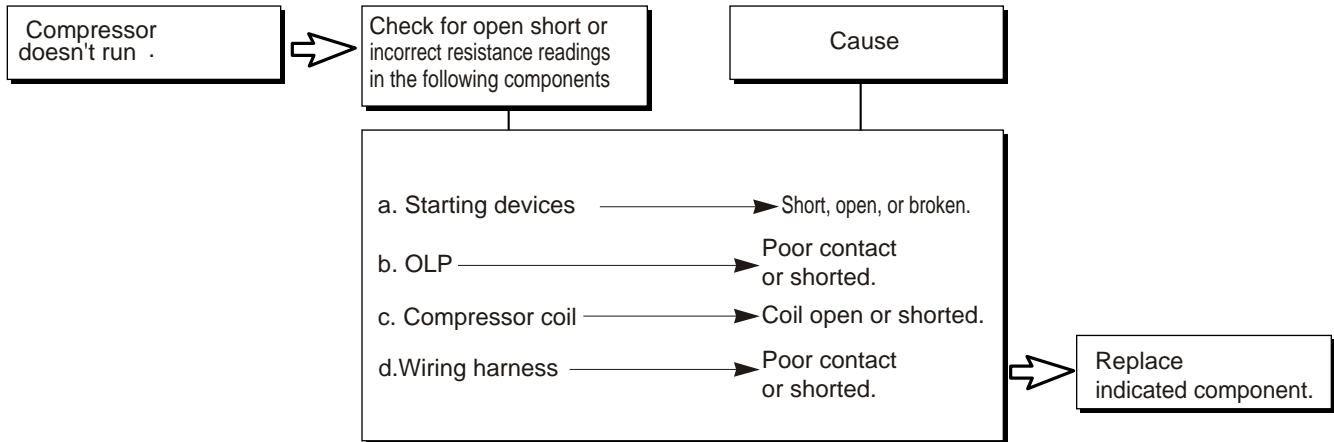 Compressor
doesn't run .
Check for open short or
incorrect resistance readings
in the following components
Cause
a. Starting devices
Short, open, or broken.
b. OLP
Poor contact
or shorted.
c. Compressor coil
Coil open or shorted.
d.Wiring harness
Poor contact
or shorted.
Replace
indicated component.